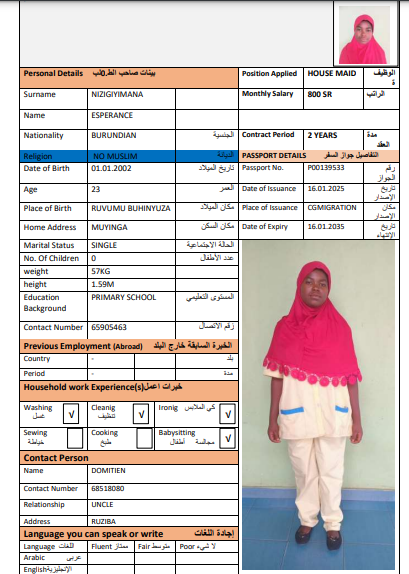 Personal Details بيانات صاحب الطلب
Surname NIZIGIYIMANA
Name ESPERANCE
Nationality BURUNDIAN الجنسية
Religion NO MUSLIM الديانة
Date of Birth 01.01.2002 تاريخ الميلاد
Age 23 العمر
Place of Birth RUVUMU BUHINYUZA مكان الميلاد
Home Address MUYINGA مكان السكن
Marital Status SINGLE الحالة الاجتماعية
No. Of Children 0 عدد الأطفال
weight 57KG
height 1.59M
Education Background PRIMARY SCHOOL المستوى التعليمي
Contact Number 65905463 رقم الاتصال
Previous Employment (Abroad) الخبرة السابقة خارج البلد
Country - بلد
Period - مدة
Household work Experience(s) خبرات اعمل
Washing غسل √ Cleanig تنظيف √ Ironig كي الملابس √
Sewing خياطة Cooking طبخ Babysitting مجالسة أطفال √
Contact Person
Name DOMITIEN
Contact Number 68518080
Relationship UNCLE
Address RUZIBA
Language you can speak or write إجادة اللغات
Language اللغات Fluent ممتاز Fair متوسط Poor لا شيء
Arabic عربى
English الإنجليزية
Position Applied HOUSE MAID الوظيفة
Monthly Salary 800 SR الراتب
Contract Period 2 YEARS مدة العقد
PASSPORT DETAILS التفاصيل جواز السفر
Passport No. P00139533 رقم الجواز
Date of Issuance 16.01.2025 تاريخ الإصدار
Place of Issuance CGMIGRATION مكان الإصدار
Date of Expiry 16.01.2035 تاريخ الإنتهاء